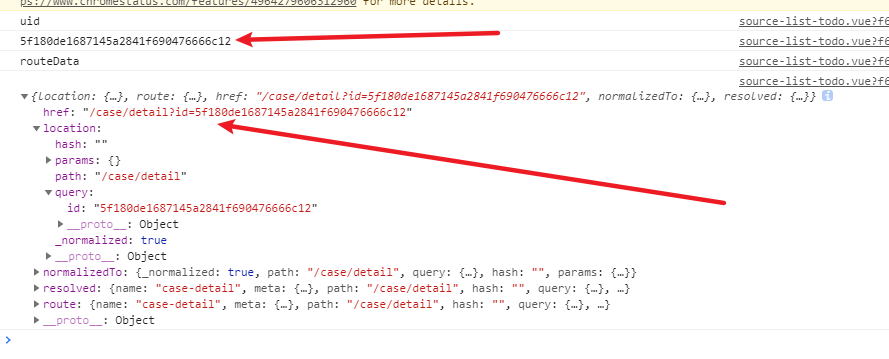 ps://www.chromestatus.com/features/4964279606312960 for more details.
uid source-list-todo.vue?f6
5f180de1687145a2841f690476666c12 source-list-todo.vue?f6
routeData source-list-todo.vue?f6
source-list-todo.vue?f6
▼{location: {…}, route: {…}, href: "/case/detail?id=5f180de1687145a2841f690476666c12", normalizedTo: {…}, resolved: {…}} i
href: "/case/detail?id=5f180de1687145a2841f690476666c12"
▼location:
hash: ""
▶params: {}
path: "/case/detail"
▼query:
id: "5f180de1687145a2841f690476666c12"
▶__proto__: Object
_normalized: true
▶__proto__: Object
▶normalizedTo: {_normalized: true, path: "/case/detail", query: {…}, hash: "", params: {…}}
▶resolved: {name: "case-detail", meta: {…}, path: "/case/detail", hash: "", query: {…}, …}
▶route: {name: "case-detail", meta: {…}, path: "/case/detail", hash: "", query: {…}, …}
▶__proto__: Object